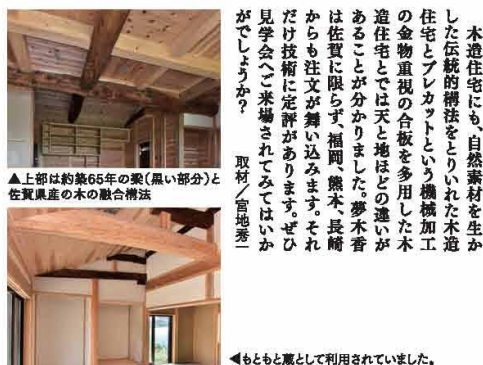 木造住宅にも、自然素材を生か
した伝統的構法をとりいれた木造
住宅とプレカットという機械加工
の金物重視の合板を多用した木
造住宅とでは天と地ほどの違いが
あることが分かりました。夢木香
は佐賀に限らず、福岡、熊本、長崎
からも注文が舞い込みます。それ
だけ技術に定評があります。ぜひ
見学会へご来場されてみてはいか
がでしょうか?
取材/宮地秀一
▲上部は約築65年の梁(黒い部分)と
佐賀県産の木の融合構法
◀もともと蔵として利用されていました。